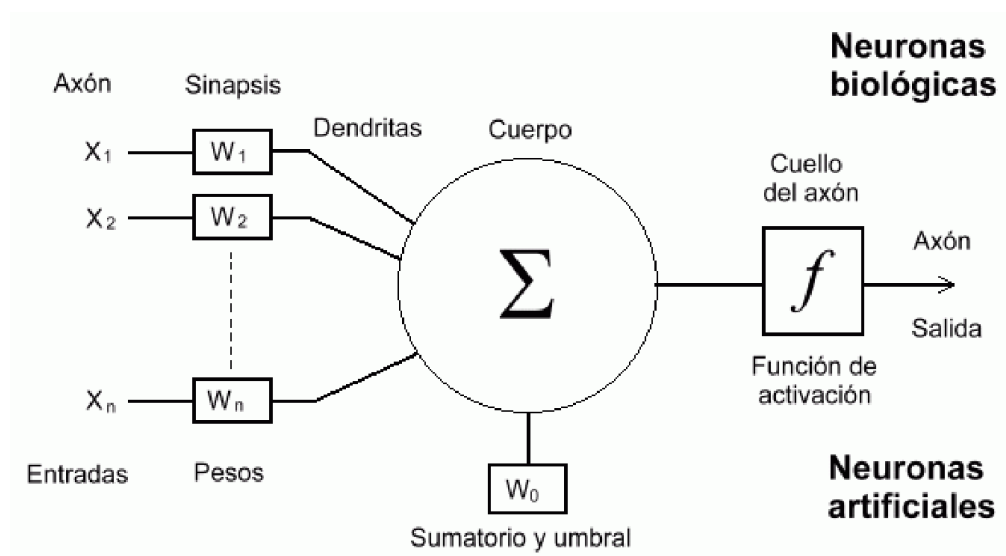 Neuronas
biológicas
Axón
Sinapsis
Dendritas
Cuerpo
Cuello
del axón
X1
W1
X2
W2
Σ
f
Axón
Salida
Función de
activación
Xn
Wn
Entradas
Pesos
W0
Sumatorio y umbral
Neuronas
artificiales